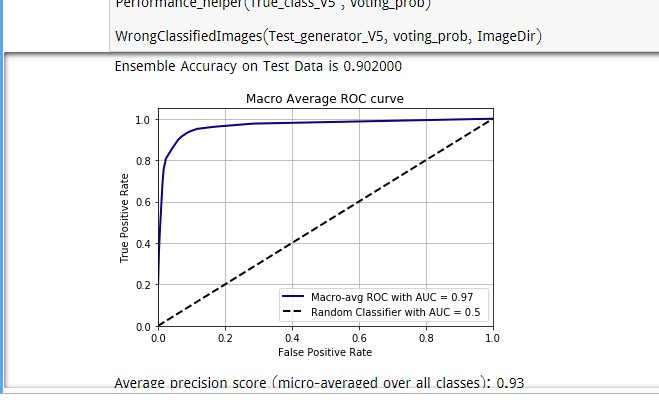 Performance_helper(True_class_V5 , voting_prob)
WrongClassifiedImages(Test_generator_V5, voting_prob, ImageDir)
Ensemble Accuracy on Test Data is 0.902000
Macro Average ROC curve
True Positive Rate
1.0
0.8
0.6
0.4
0.2
0.0
Macro-avg ROC with AUC = 0.97
Random Classifier with AUC = 0.5
0.0 0.2 0.4 0.6 0.8 1.0
False Positive Rate
Average precision score (micro-averaged over all classes): 0.93